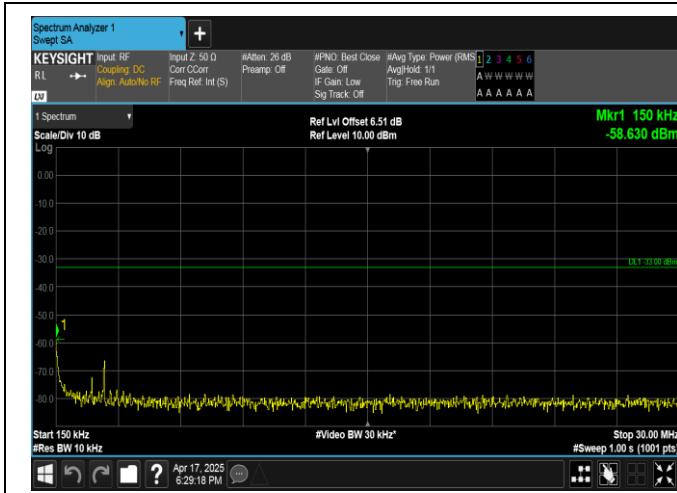 Spectrum Analyzer 1
Swept SA
+
KEYSIGHT Input: RF Input Z: 50 Ω #Atten: 26 dB #PNO: Best Close #Avg Type: Power (RMS 1 2 3 4 5 6
RL Coupling: DC Corr CCorr Preamp: Off Gate: Off Avg|Hold: 1/1 A W W W W W
Align: Auto/No RF Freq Ref: Int (S) IF Gain: Low Trig: Free Run
LXI Sig Track: Off A A A A A A
1 Spectrum Ref Lvl Offset 6.51 dB Mkr1 150 kHz
Scale/Div 10 dB Ref Level 10.00 dBm -58.630 dBm
Log
0.00
-10.0
-20.0
-30.0
DL1 -33.00 dBm
-40.0
-50.0
1
-60.0
-70.0
-80.0
Start 150 kHz #Video BW 30 kHz* Stop 30.00 MHz
#Res BW 10 kHz #Sweep 1.00 s (1001 pts)
? Apr 17, 2025
6:29:18 PM